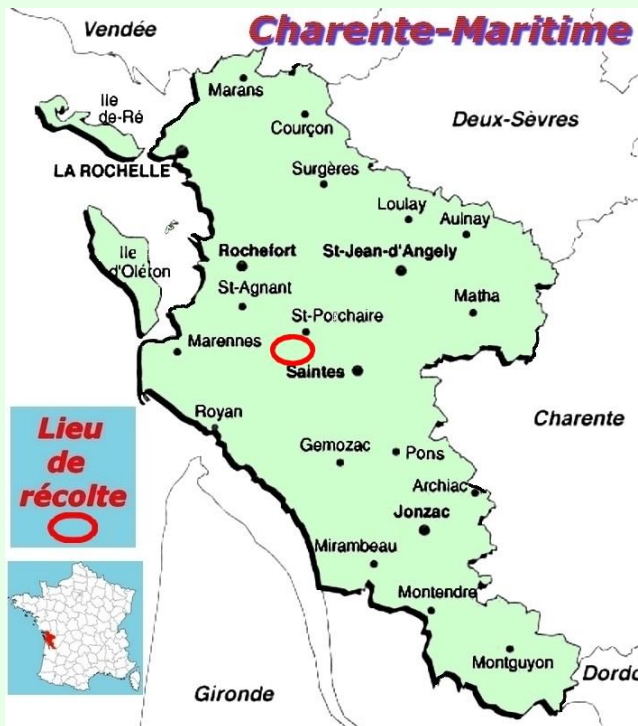 Vendée
Charente-Maritime
Marans
Ile
de-Ré
Courçon
Deux-Sèvres
LA ROCHELLE
Surgères
Loulay
Aulnay
Ile
d'Oléron
Rochefort
St-Jean-d'Angely
St-Agnant
Matha
St-Porchaire
Marennes
Saintes
Charente
Royan
Lieu
de
récolte
Gemozac
Pons
Archiac
Jonzac
Mirambeau
Montendre
Montguyon
Dordo
Gironde